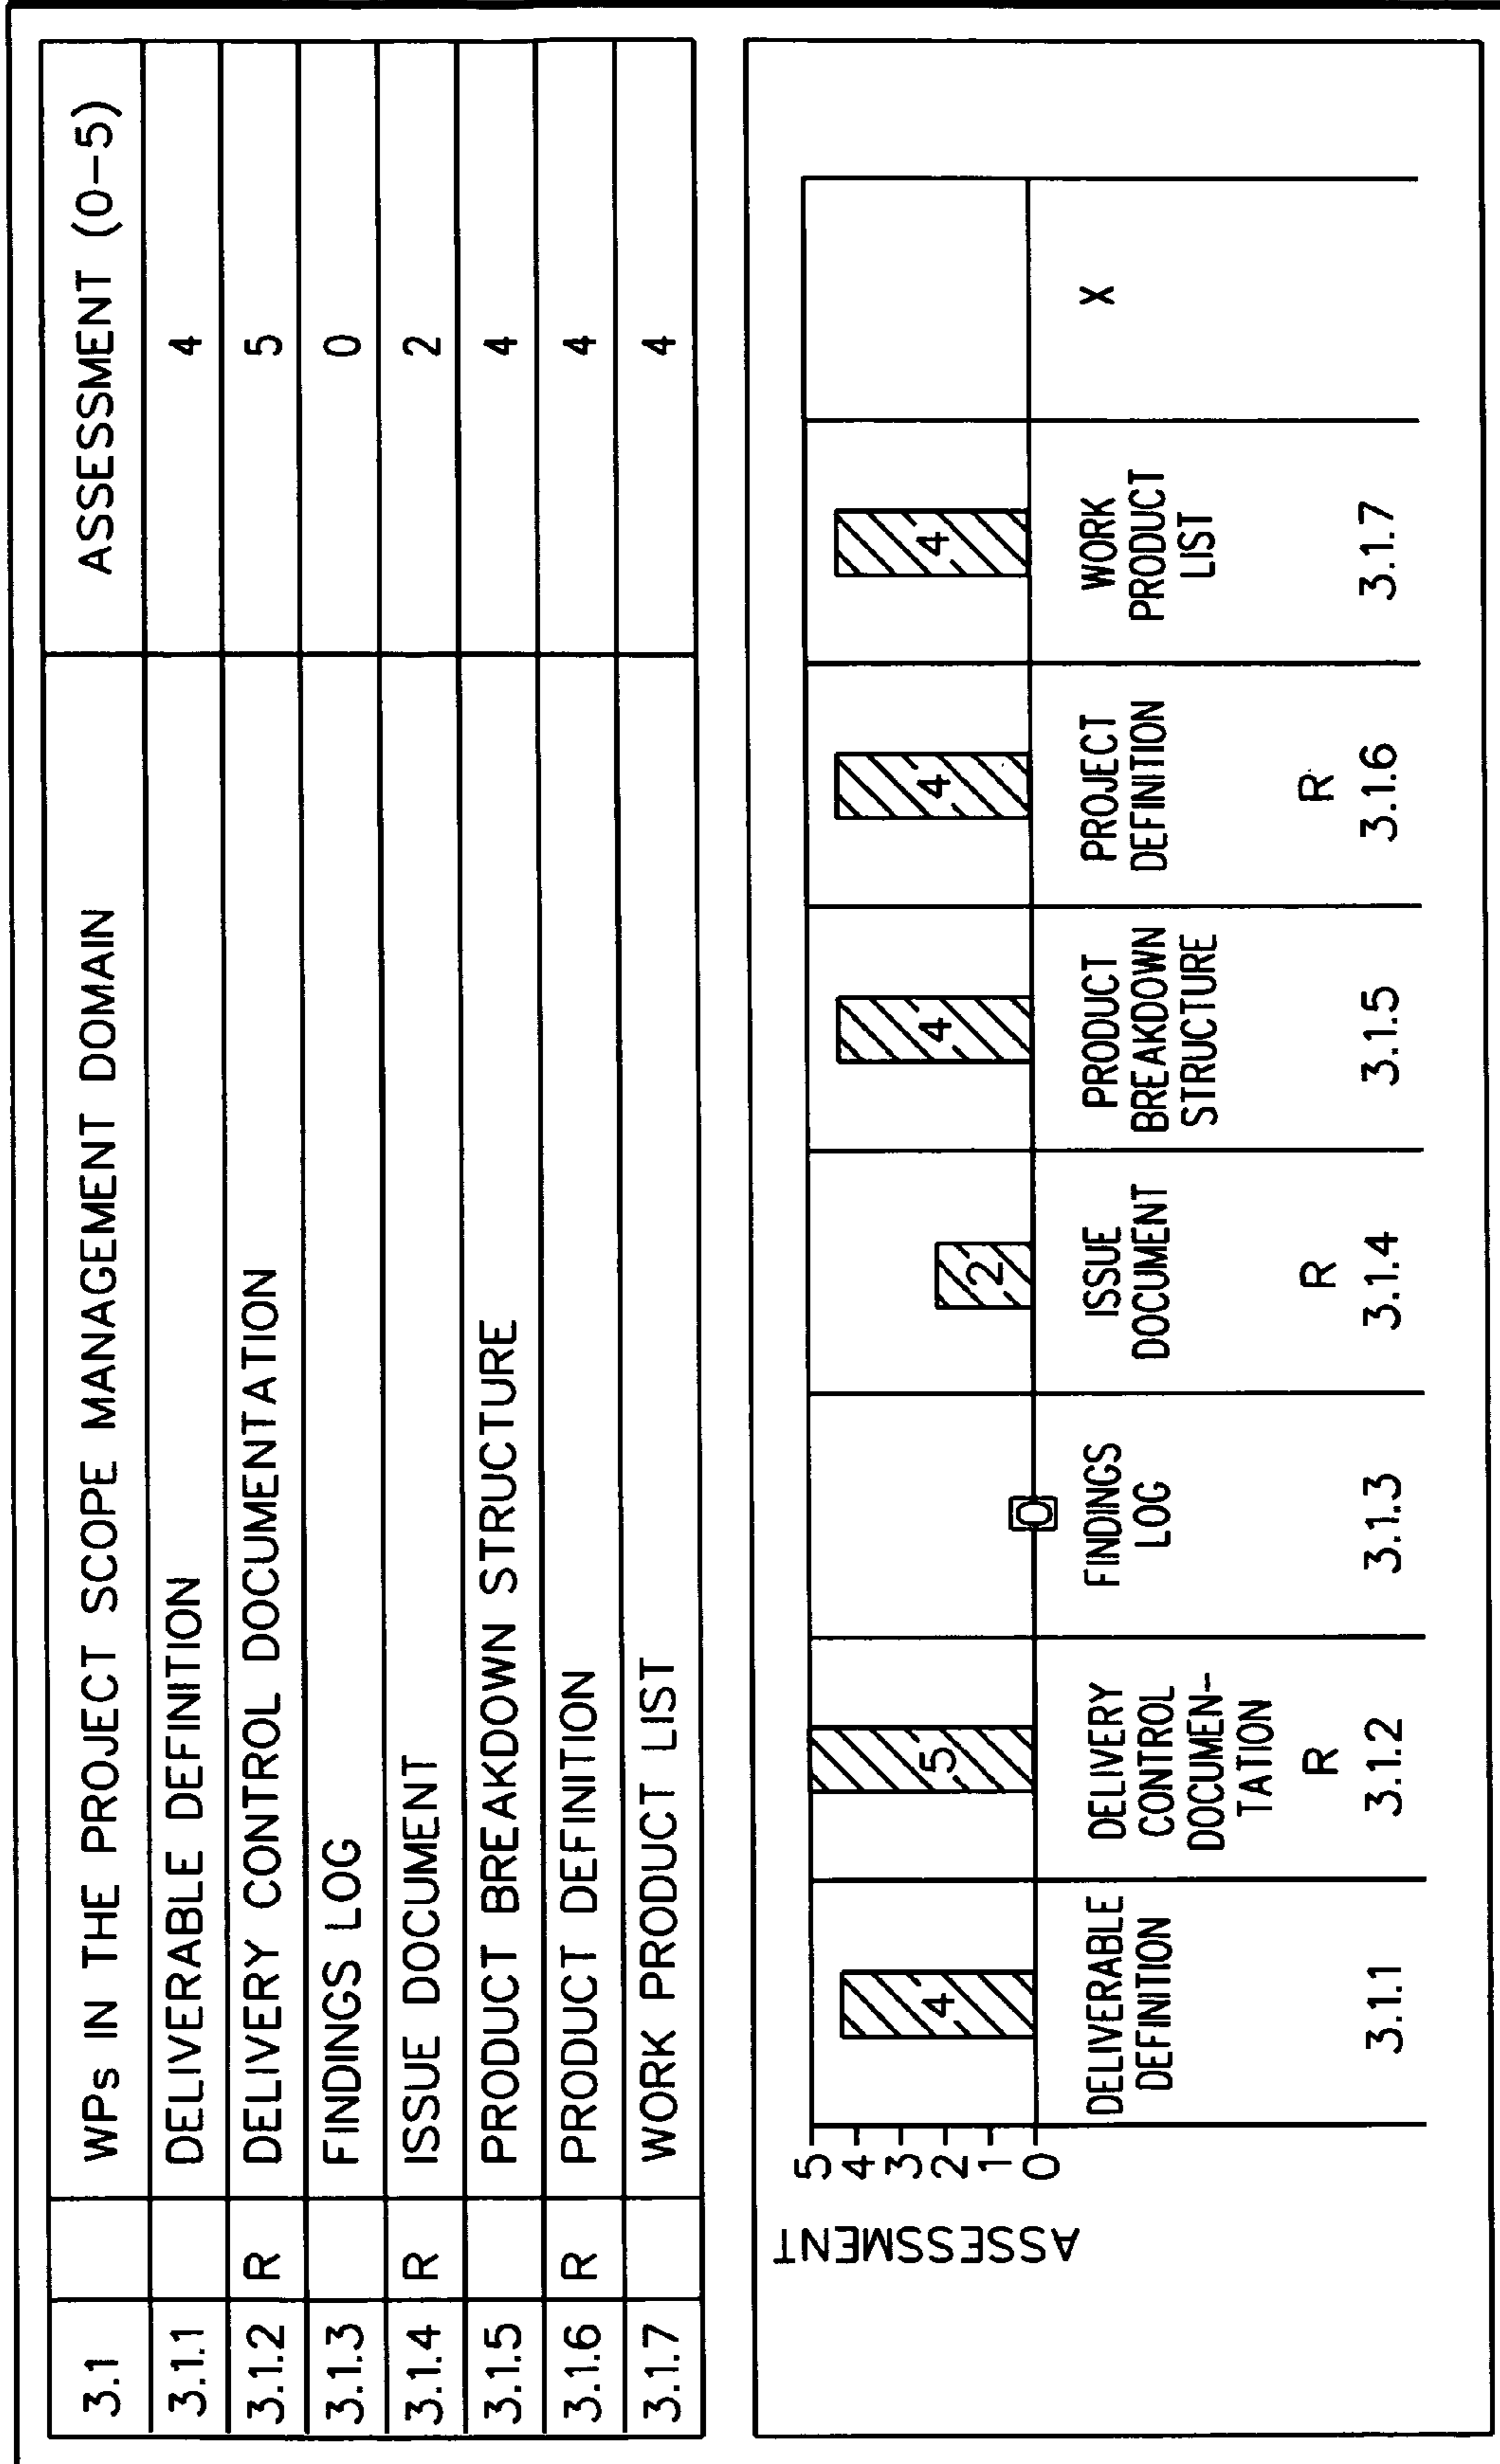 3.1 WPs IN THE PROJECT SCOPE MANAGEMENT DOMAIN ASSESSMENT (0-5)
3.1.1 DELIVERABLE DEFINITION 4
3.1.2 R DELIVERY CONTROL DOCUMENTATION 5
3.1.3 FINDINGS LOG 0
3.1.4 R ISSUE DOCUMENT 2
3.1.5 PRODUCT BREAKDOWN STRUCTURE 4
3.1.6 R PRODUCT DEFINITION 4
3.1.7 WORK PRODUCT LIST 4
ASSESSMENT
5
4
3
2
1
0
4
5
0
2
4
4
4
DELIVERABLE
DEFINITION
3.1.1
DELIVERY
CONTROL
DOCUMEN-
TATION
R
3.1.2
FINDINGS
LOG
3.1.3
ISSUE
DOCUMENT
R
3.1.4
PRODUCT
BREAKDOWN
STRUCTURE
3.1.5
PROJECT
DEFINITION
R
3.1.6
WORK
PRODUCT
LIST
3.1.7
X